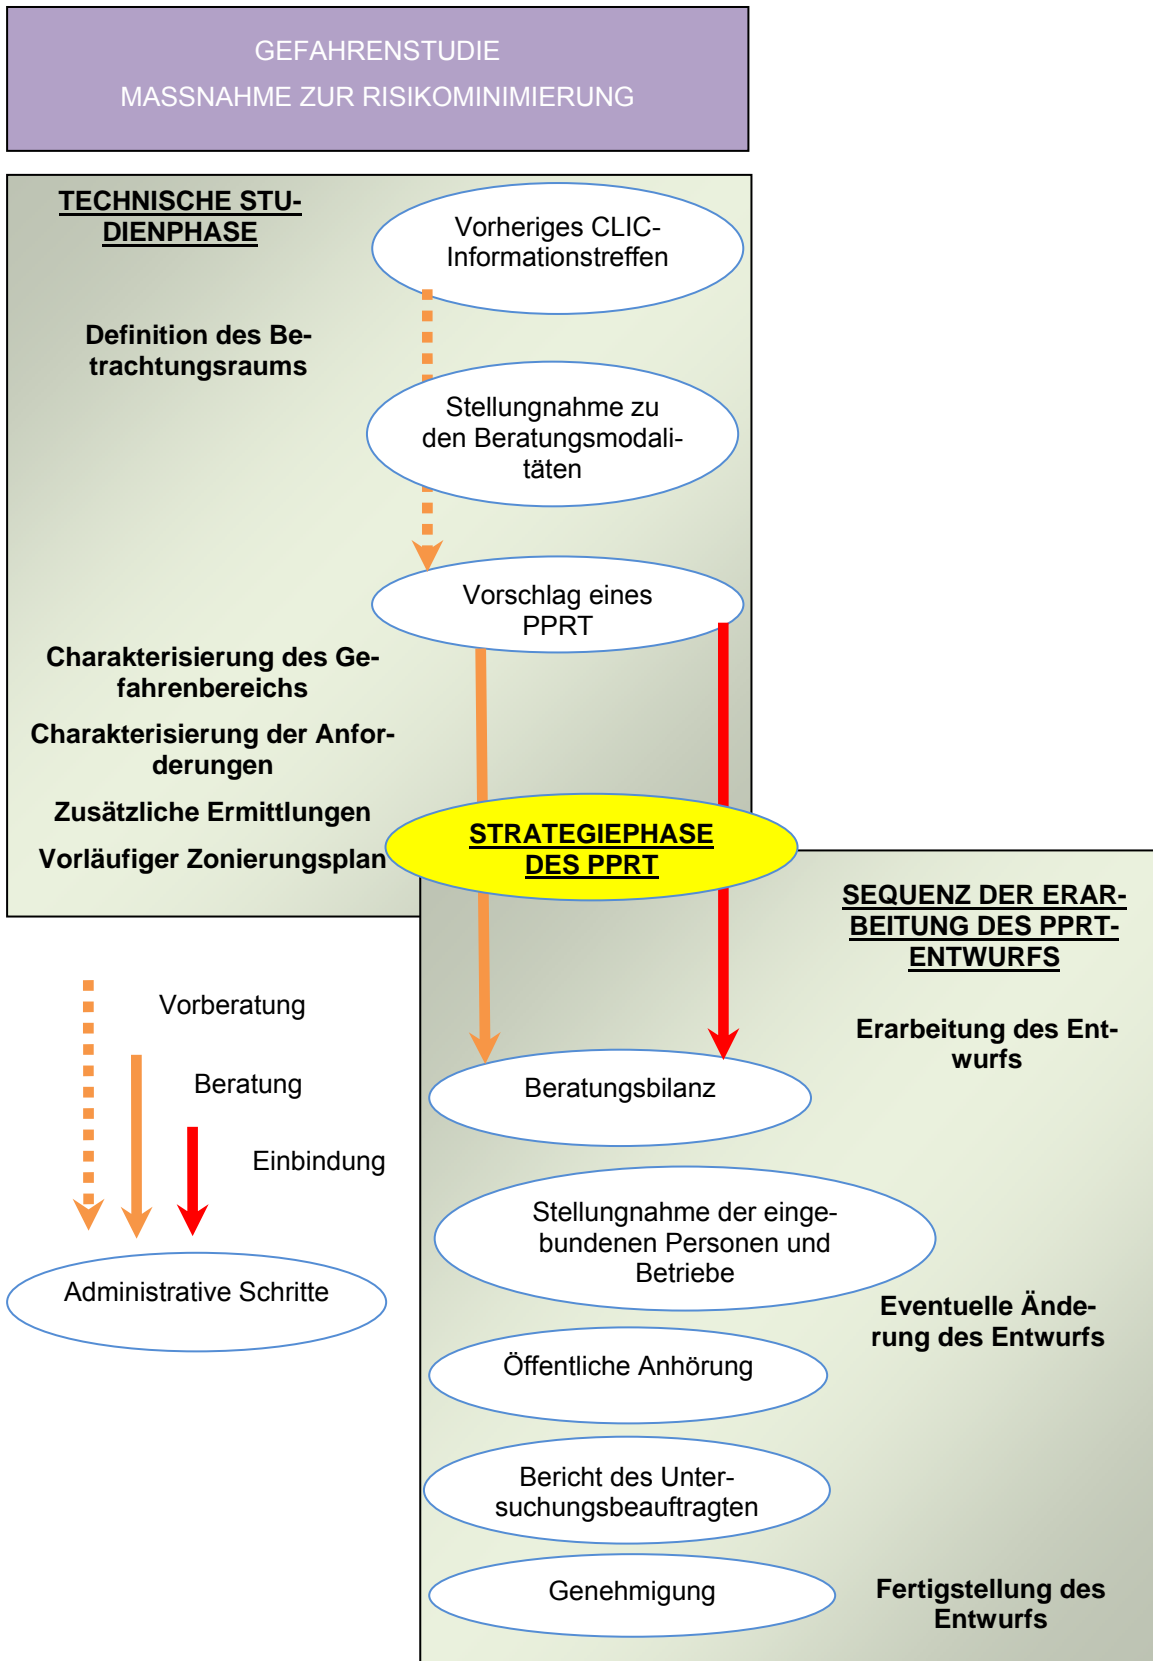 GEFAHRENSTUDIE
MASSNAHME ZUR RISIKOMINIMIERUNG
TECHNISCHE STU-
DIENPHASE
Vorheriges CLIC-
Informationstreffen
Definition des Be-
trachtungsraums
Stellungnahme zu
den Beratungsmodali-
täten
Vorschlag eines
PPRT
Charakterisierung des Ge-
fahrenbereichs
Charakterisierung der Anfor-
derungen
Zusätzliche Ermittlungen
Vorläufiger Zonierungsplan
STRATEGIEPHASE
DES PPRT
SEQUENZ DER ERAR-
BEITUNG DES PPRT-
ENTWURFS
Erarbeitung des Ent-
wurfs
Vorberatung
Beratung
Einbindung
Administrative Schritte
Beratungsbilanz
Stellungnahme der einge-
bundenen Personen und
Betriebe
Eventuelle Ände-
rung des Entwurfs
Öffentliche Anhörung
Bericht des Unter-
suchungsbeauftragten
Genehmigung
Fertigstellung des
Entwurfs